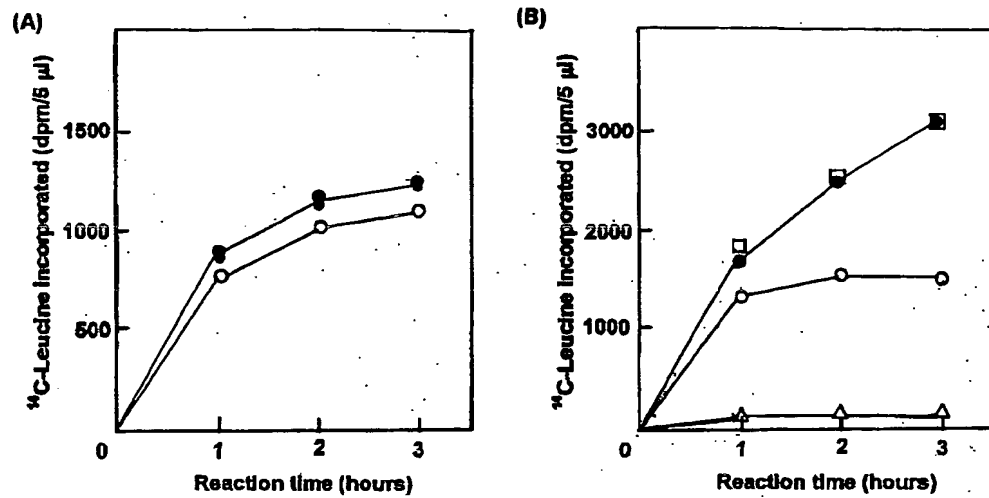 (A)
¹⁴C-Leucine incorporated (dpm/5 µl)
1500
1000
500
0
1
2
3
Reaction time (hours)
(B)
¹⁴C-Leucine incorporated (dpm/5 µl)
3000
2000
1000
0
1
2
3
Reaction time (hours)